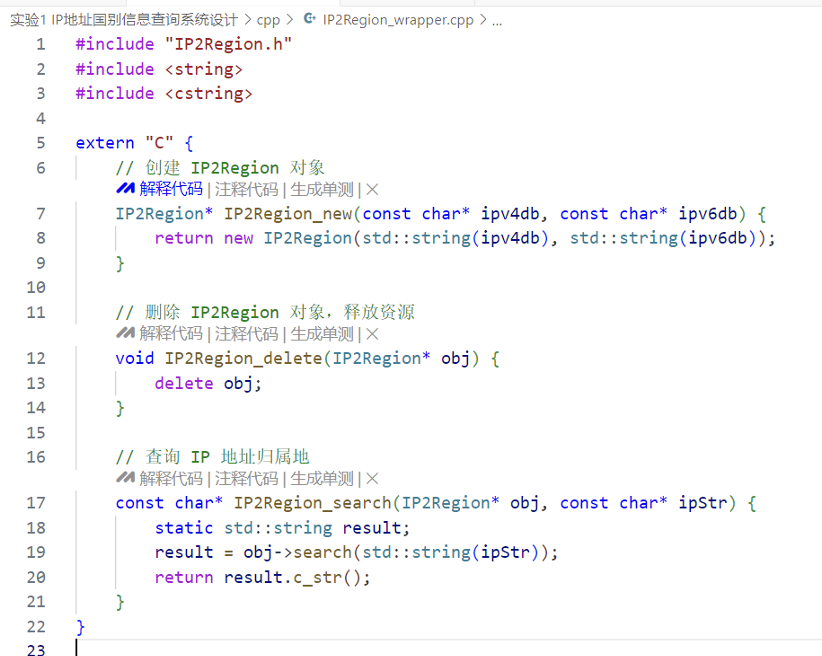 实验1 IP地址国别信息查询系统设计 > cpp > IP2Region_wrapper.cpp > ...
1 #include "IP2Region.h"
2 #include <string>
3 #include <cstring>
4
5 extern "C" {
6 // 创建 IP2Region 对象
解释代码 | 注释代码 | 生成单测 | ×
7 IP2Region* IP2Region_new(const char* ipv4db, const char* ipv6db) {
8 return new IP2Region(std::string(ipv4db), std::string(ipv6db));
9 }
10
11 // 删除 IP2Region 对象，释放资源
解释代码 | 注释代码 | 生成单测 | ×
12 void IP2Region_delete(IP2Region* obj) {
13 delete obj;
14 }
15
16 // 查询 IP 地址归属地
解释代码 | 注释代码 | 生成单测 | ×
17 const char* IP2Region_search(IP2Region* obj, const char* ipStr) {
18 static std::string result;
19 result = obj->search(std::string(ipStr));
20 return result.c_str();
21 }
22 }
23